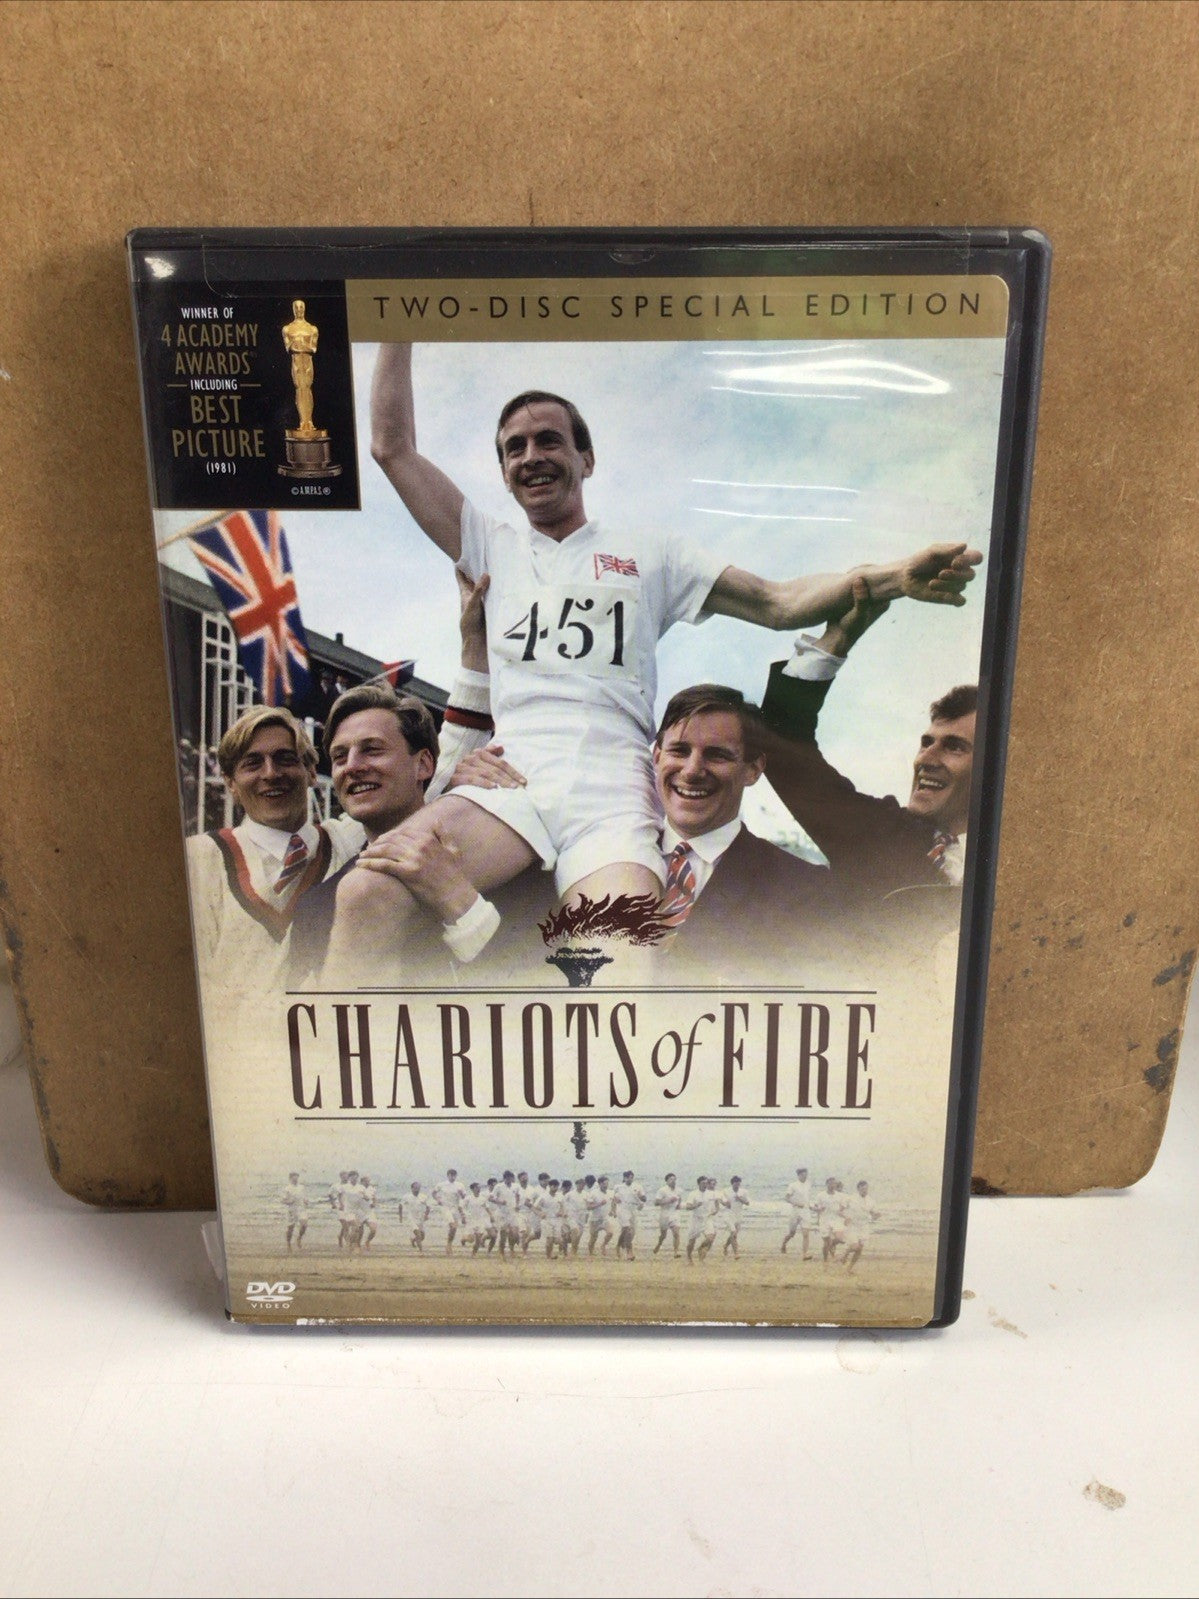 TWO-DISC SPECIAL EDITION
WINNER OF
4 ACADEMY
AWARDS®
INCLUDING
BEST
PICTURE
(1981)
©A.M.P.A.S.®
451
CHARIOTS of FIRE
DVD
VIDEO